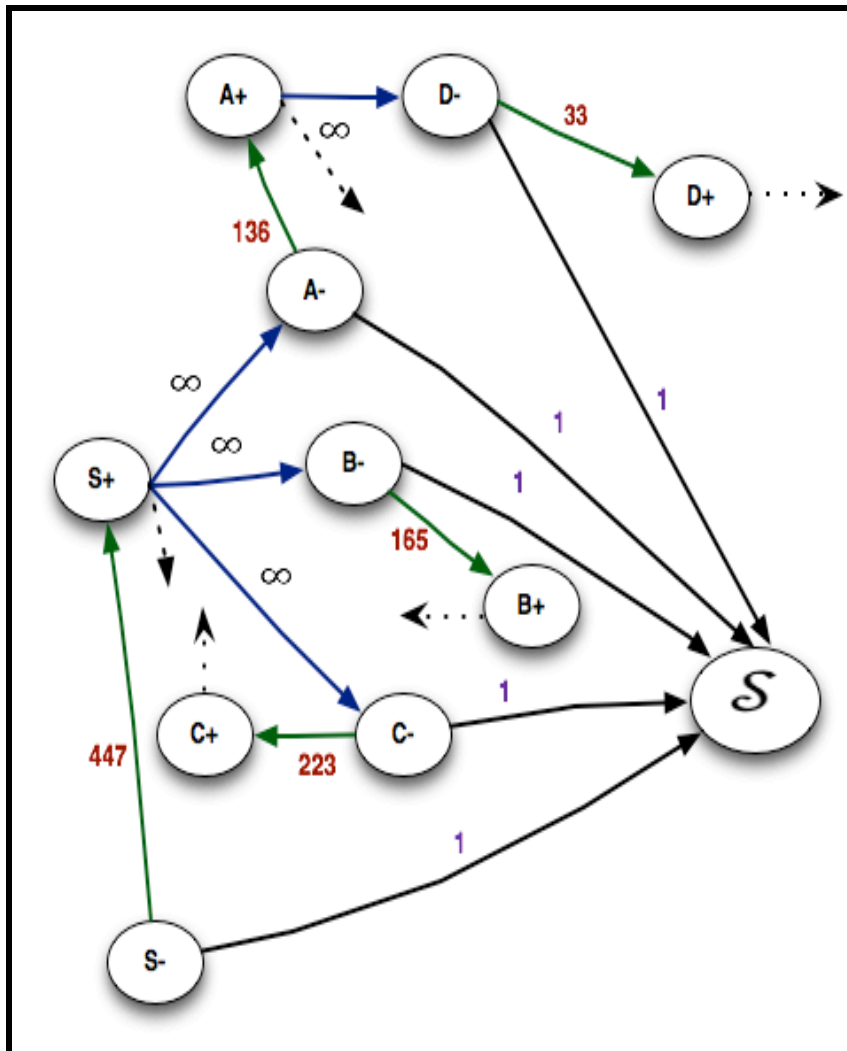 A+
D-
33
∞
D+
136
A-
∞
1
1
∞
B-
1
S+
165
∞
B+
1
𝒮
C+
C-
447
223
1
S-